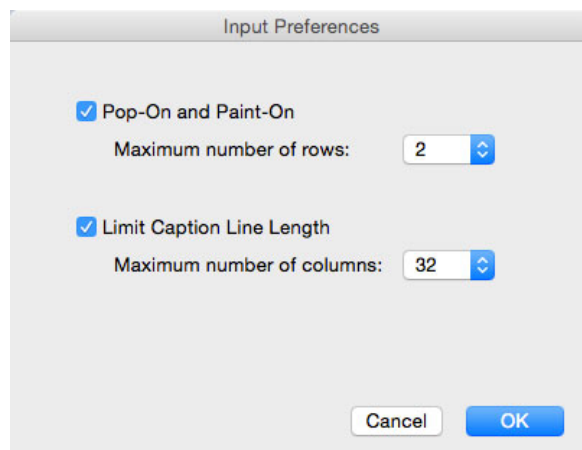 Input Preferences
Pop-On and Paint-On
Maximum number of rows: 2
Limit Caption Line Length
Maximum number of columns: 32
Cancel OK